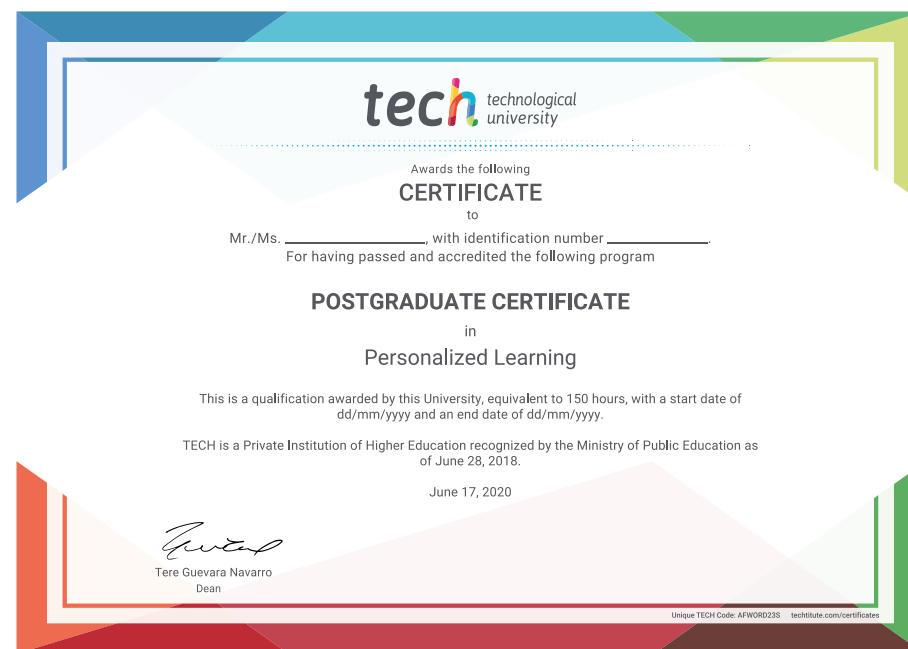 tech technological
university
Awards the following
CERTIFICATE
to
Mr./Ms. ____________________, with identification number ______________.
For having passed and accredited the following program
POSTGRADUATE CERTIFICATE
in
Personalized Learning
This is a qualification awarded by this University, equivalent to 150 hours, with a start date of
dd/mm/yyyy and an end date of dd/mm/yyyy.
TECH is a Private Institution of Higher Education recognized by the Ministry of Public Education as
of June 28, 2018.
June 17, 2020
Tere Guevara Navarro
Dean
Unique TECH Code: AFWORD23S techtitute.com/certificates